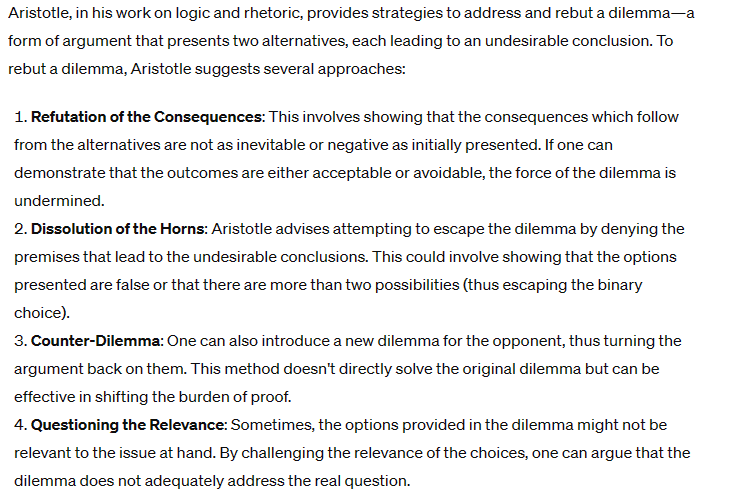 Aristotle, in his work on logic and rhetoric, provides strategies to address and rebut a dilemma—a
form of argument that presents two alternatives, each leading to an undesirable conclusion. To
rebut a dilemma, Aristotle suggests several approaches:
1. Refutation of the Consequences: This involves showing that the consequences which follow
from the alternatives are not as inevitable or negative as initially presented. If one can
demonstrate that the outcomes are either acceptable or avoidable, the force of the dilemma is
undermined.
2. Dissolution of the Horns: Aristotle advises attempting to escape the dilemma by denying the
premises that lead to the undesirable conclusions. This could involve showing that the options
presented are false or that there are more than two possibilities (thus escaping the binary
choice).
3. Counter-Dilemma: One can also introduce a new dilemma for the opponent, thus turning the
argument back on them. This method doesn't directly solve the original dilemma but can be
effective in shifting the burden of proof.
4. Questioning the Relevance: Sometimes, the options provided in the dilemma might not be
relevant to the issue at hand. By challenging the relevance of the choices, one can argue that the
dilemma does not adequately address the real question.